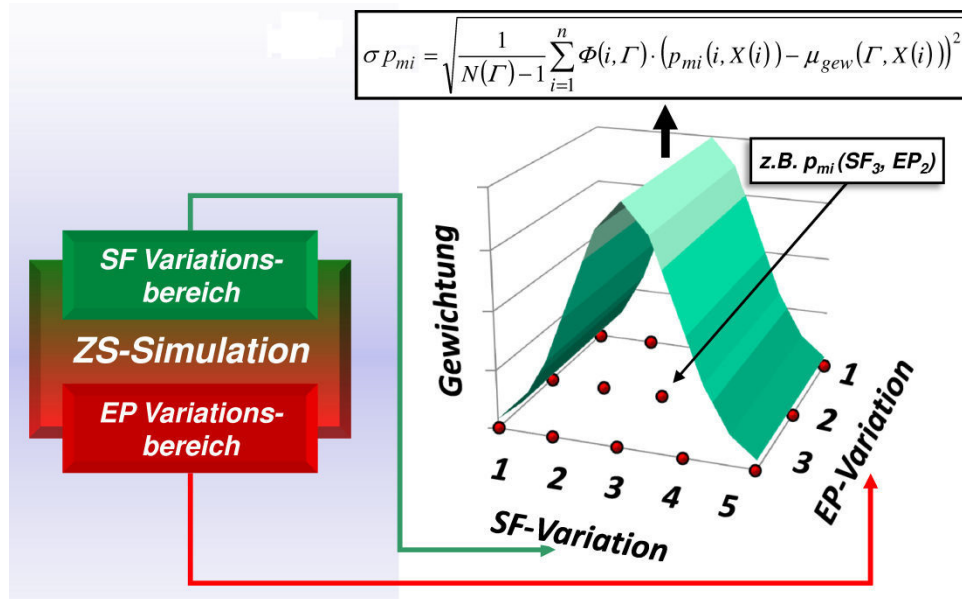 σ p_mi = √( 1 / (N(Γ) − 1) ∑_{i=1}^{n} Φ(i, Γ) · (p_mi(i, X(i)) − μ_gew(Γ, X(i)))² )
z.B. p_mi (SF_3, EP_2)
SF Variations-
bereich
ZS-Simulation
EP Variations-
bereich
Gewichtung
1 2 3 4 5
SF-Variation
1
2
3
EP-Variation